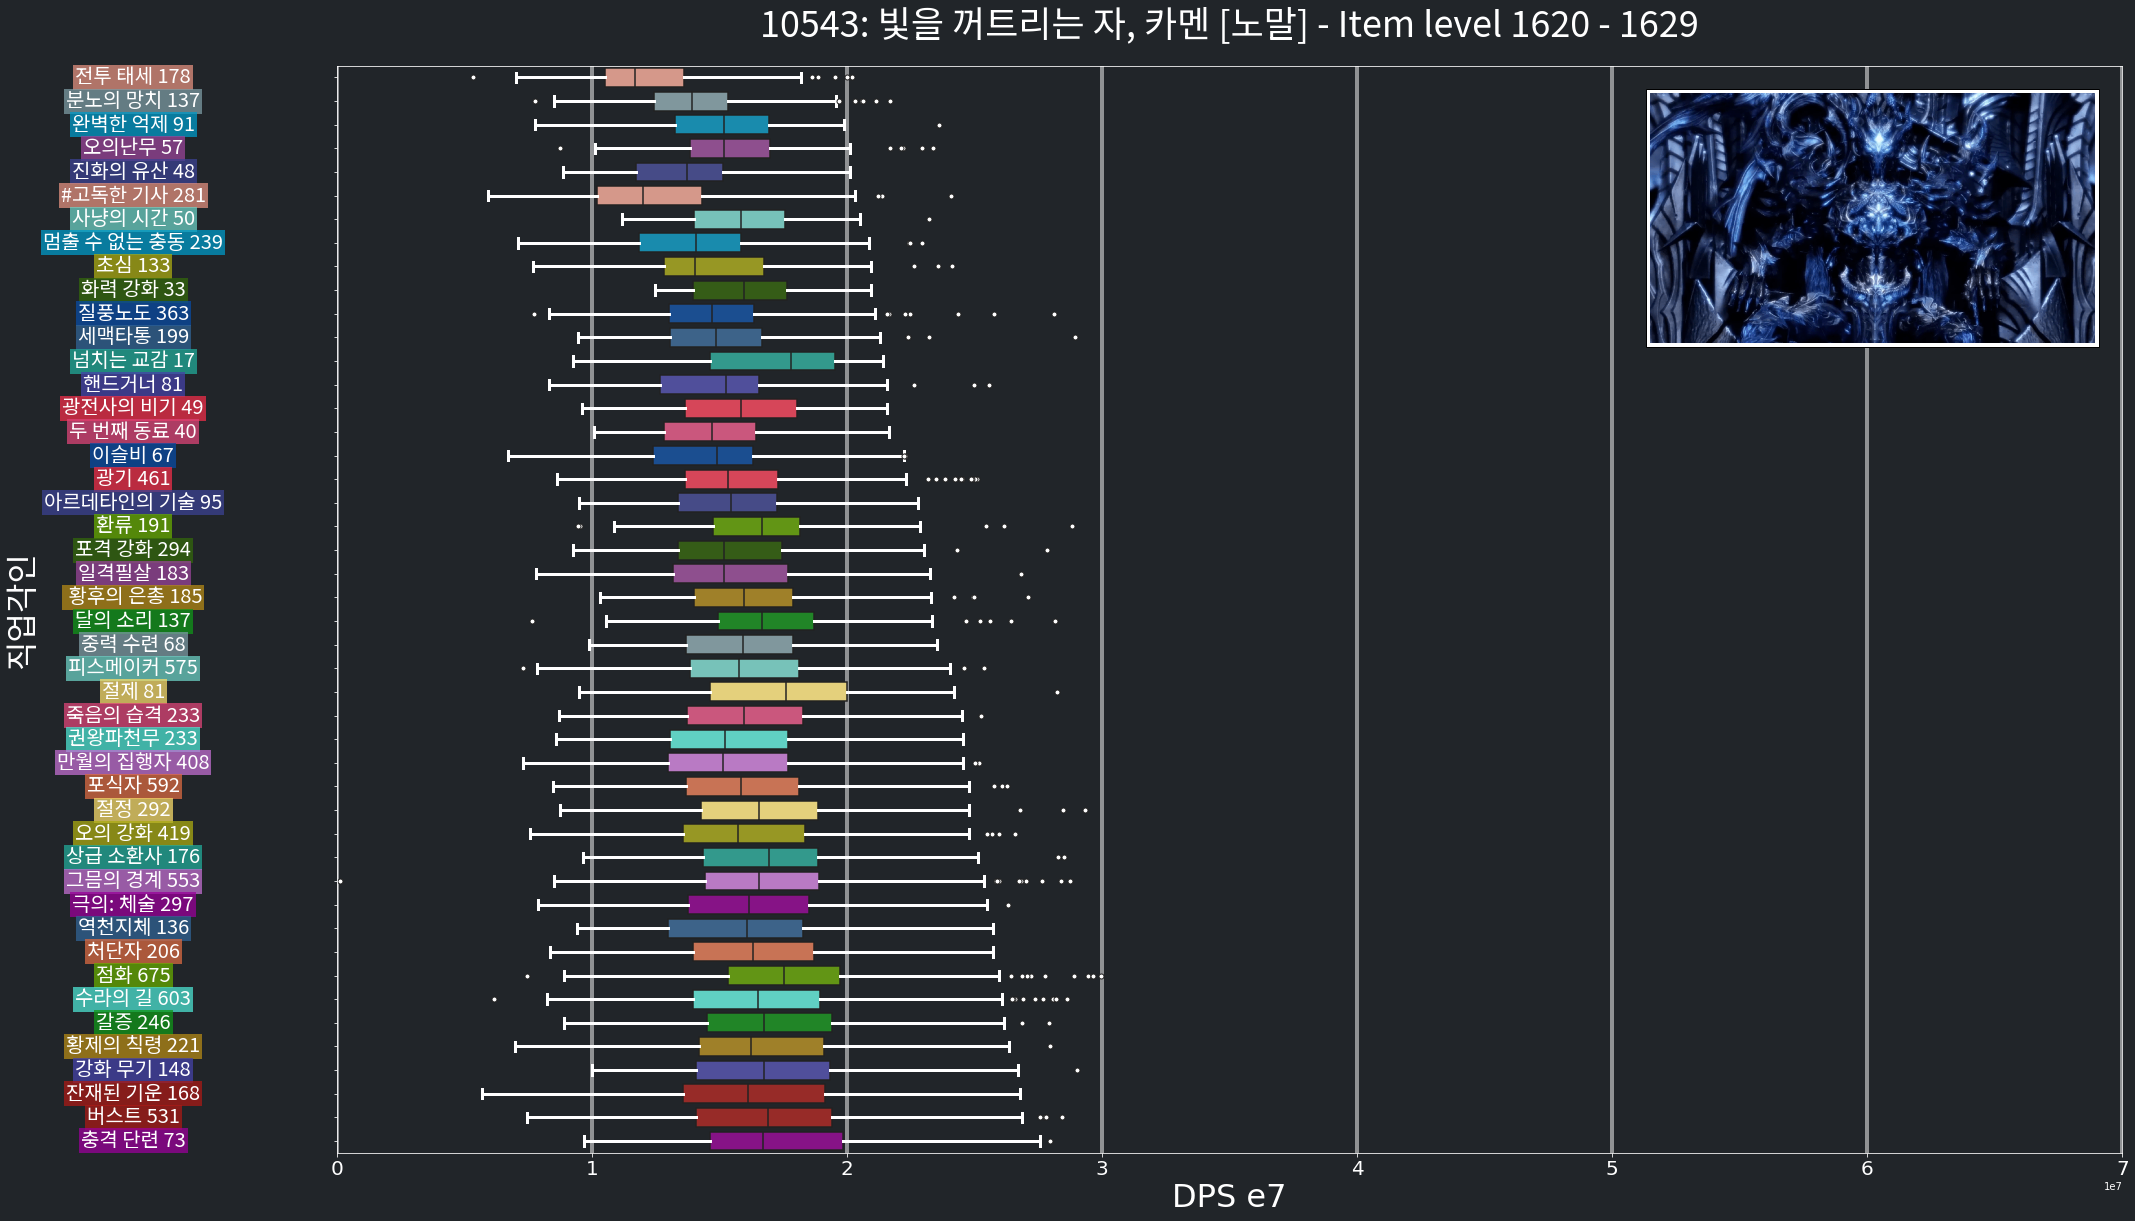 10543: 빛을 꺼트리는 자, 카멘 [노말] - Item level 1620 - 1629
전투 태세 178
분노의 망치 137
완벽한 억제 91
오의난무 57
진화의 유산 48
#고독한 기사 281
사냥의 시간 50
멈출 수 없는 충동 239
초심 133
화력 강화 33
질풍노도 363
세맥타통 199
넘치는 교감 17
핸드거너 81
광전사의 비기 49
두 번째 동료 40
이슬비 67
광기 461
아르데타인의 기술 95
환류 191
포격 강화 294
일격필살 183
황후의 은총 185
달의 소리 137
중력 수련 68
피스메이커 575
절제 81
죽음의 습격 233
권왕파천무 233
만월의 집행자 408
포식자 592
절정 292
오의 강화 419
상급 소환사 176
그믐의 경계 553
극의: 체술 297
역천지체 136
처단자 206
점화 675
수라의 길 603
갈증 246
황제의 칙령 221
강화 무기 148
잔재된 기운 168
버스트 531
충격 단련 73
직업각인
0 1 2 3 4 5 6 7
1e7
DPS e7